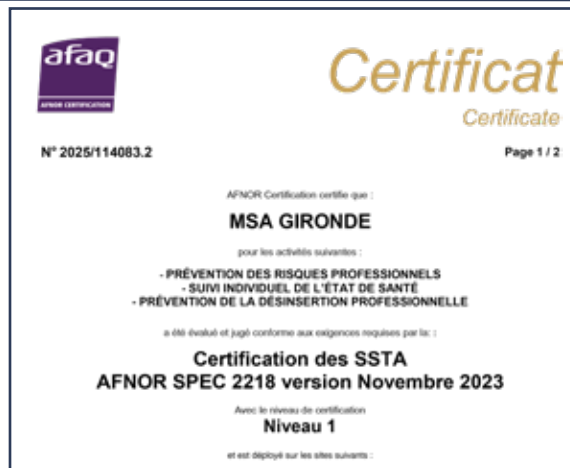 afaq
AFNOR CERTIFICATION
Certificat
Certificate
N° 2025/114083.2
Page 1 / 2
AFNOR Certification certifie que :
MSA GIRONDE
pour les activités suivantes :
- PRÉVENTION DES RISQUES PROFESSIONNELS
- SUIVI INDIVIDUEL DE L'ÉTAT DE SANTÉ
- PRÉVENTION DE LA DÉSINSERTION PROFESSIONNELLE
a été évalué et jugé conforme aux exigences requises par la: :
Certification des SSTA
AFNOR SPEC 2218 version Novembre 2023
Avec le niveau de certification
Niveau 1
et est déployé sur les sites suivants :